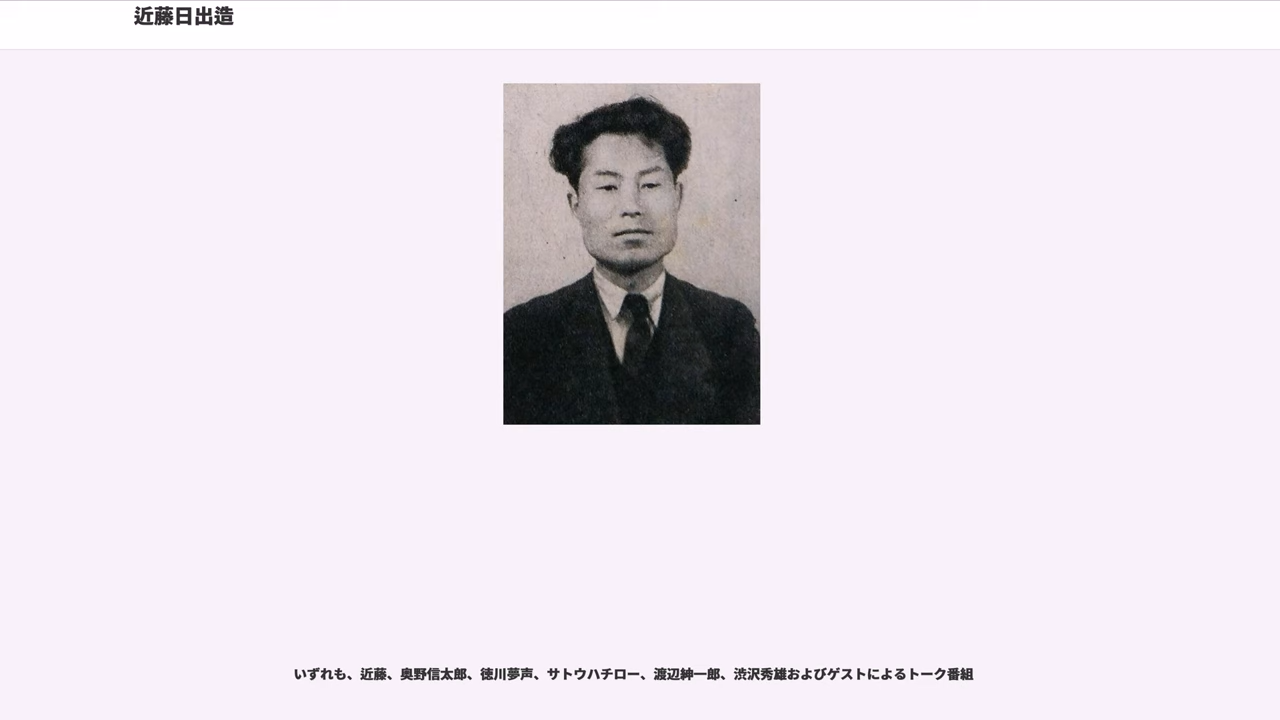 近藤日出造
いずれも、近藤、奥野信太郎、徳川夢声、サトウハチロー、渡辺紳一郎、渋沢秀雄およびゲストによるトーク番組